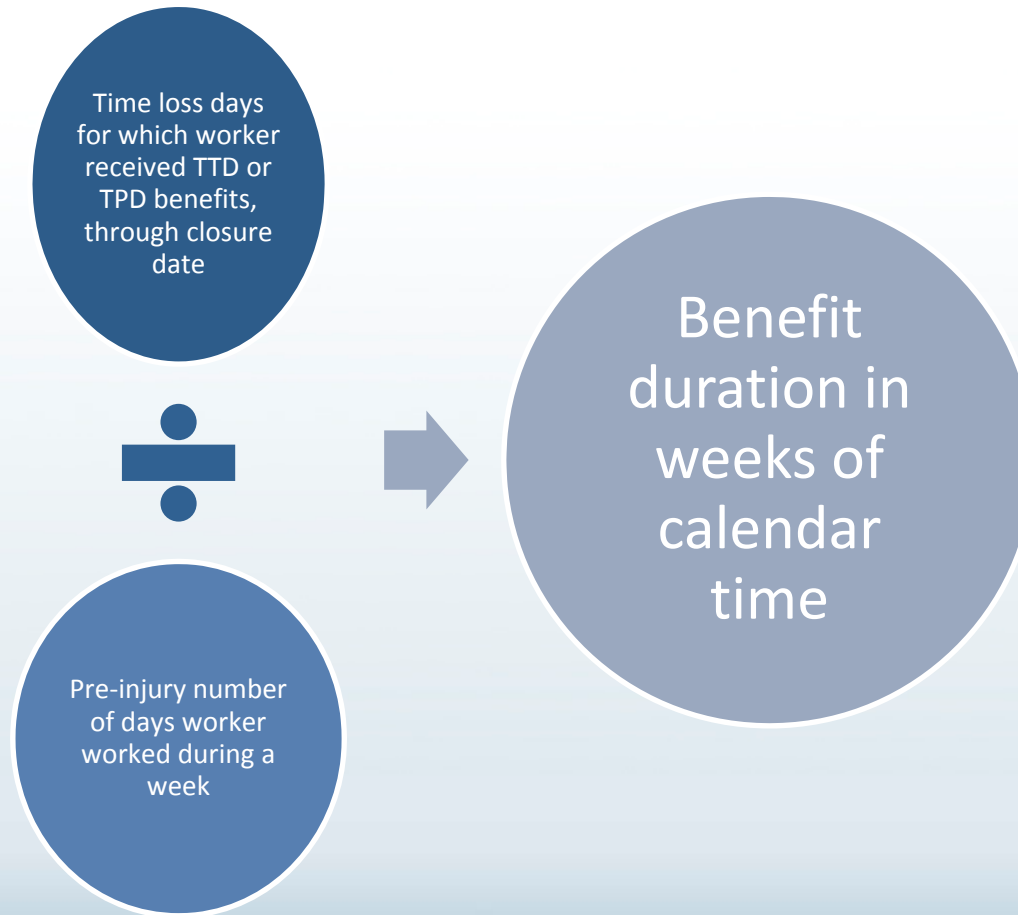 Time loss days
for which worker
received TTD or
TPD benefits,
through closure
date
Pre-injury number
of days worker
worked during a
week
Benefit
duration in
weeks of
calendar
time